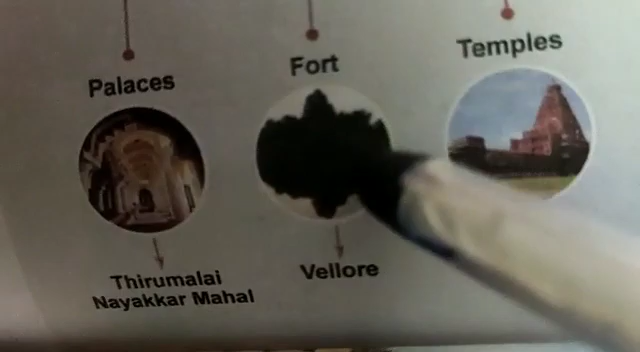 Palaces
Fort
Temples
Thirumalai
Nayakkar Mahal
Vellore